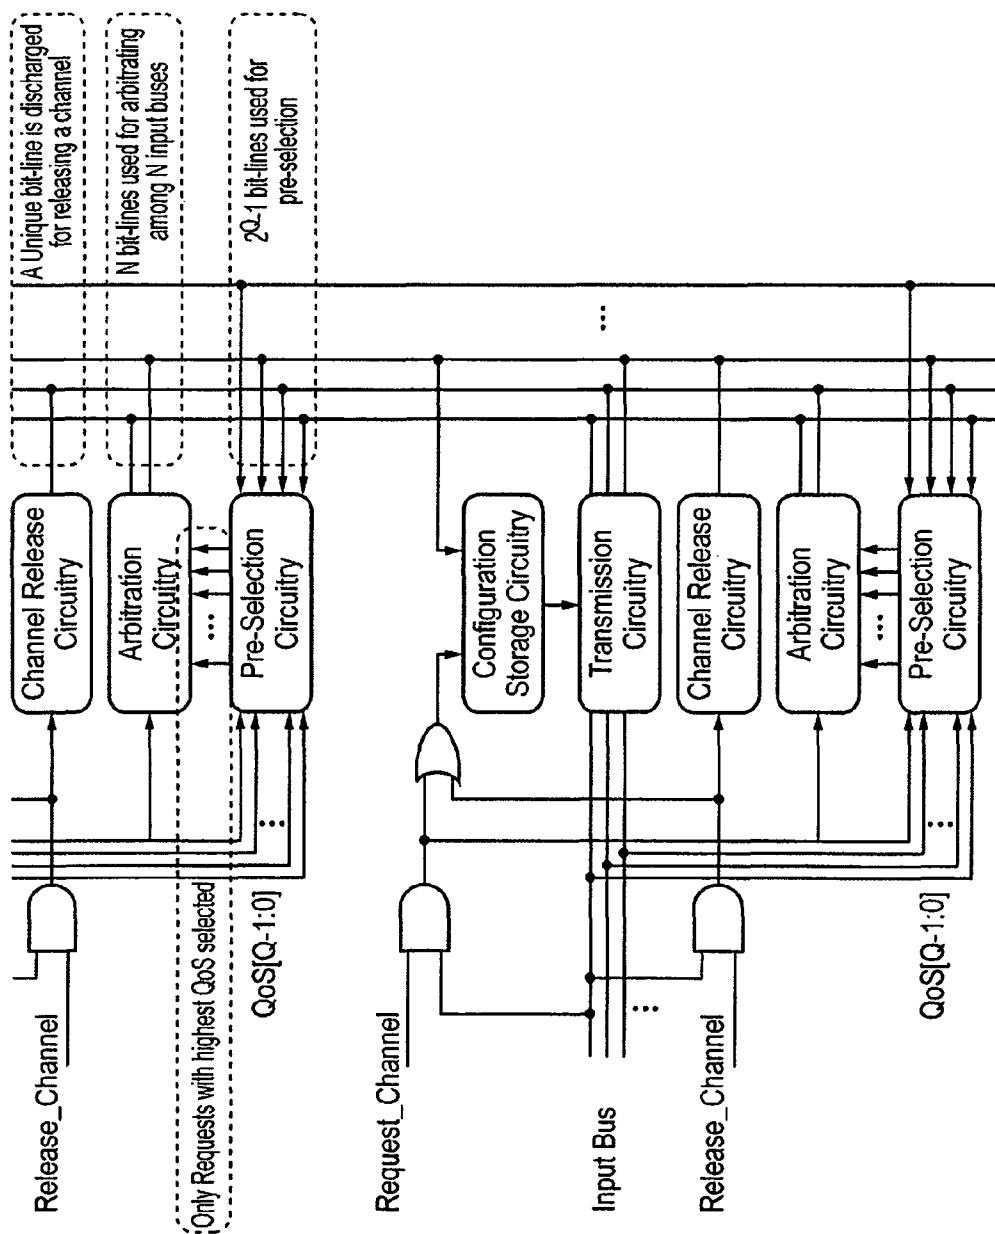 A Unique bit-line is discharged
for releasing a channel
N bit-lines used for arbitrating
among N input buses
2^Q-1 bit-lines used for
pre-selection
Channel Release
Circuitry
Arbitration
Circuitry
Pre-Selection
Circuitry
Release_Channel
Only Requests with highest QoS selected
QoS[Q-1:0]
Configuration
Storage Circuitry
Transmission
Circuitry
Channel Release
Circuitry
Arbitration
Circuitry
Pre-Selection
Circuitry
Request_Channel
Input Bus
Release_Channel
QoS[Q-1:0]